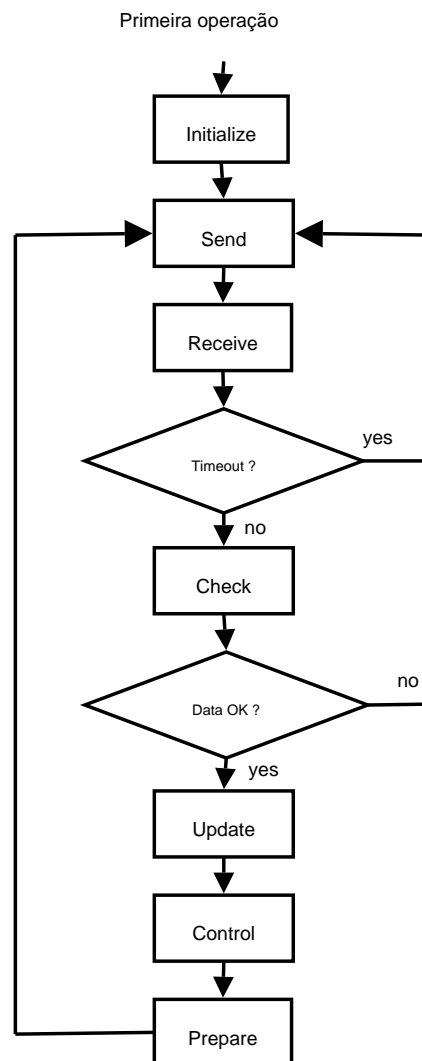 Primeira operação
Initialize
Send
Receive
yes
Timeout ?
no
Check
no
Data OK ?
yes
Update
Control
Prepare